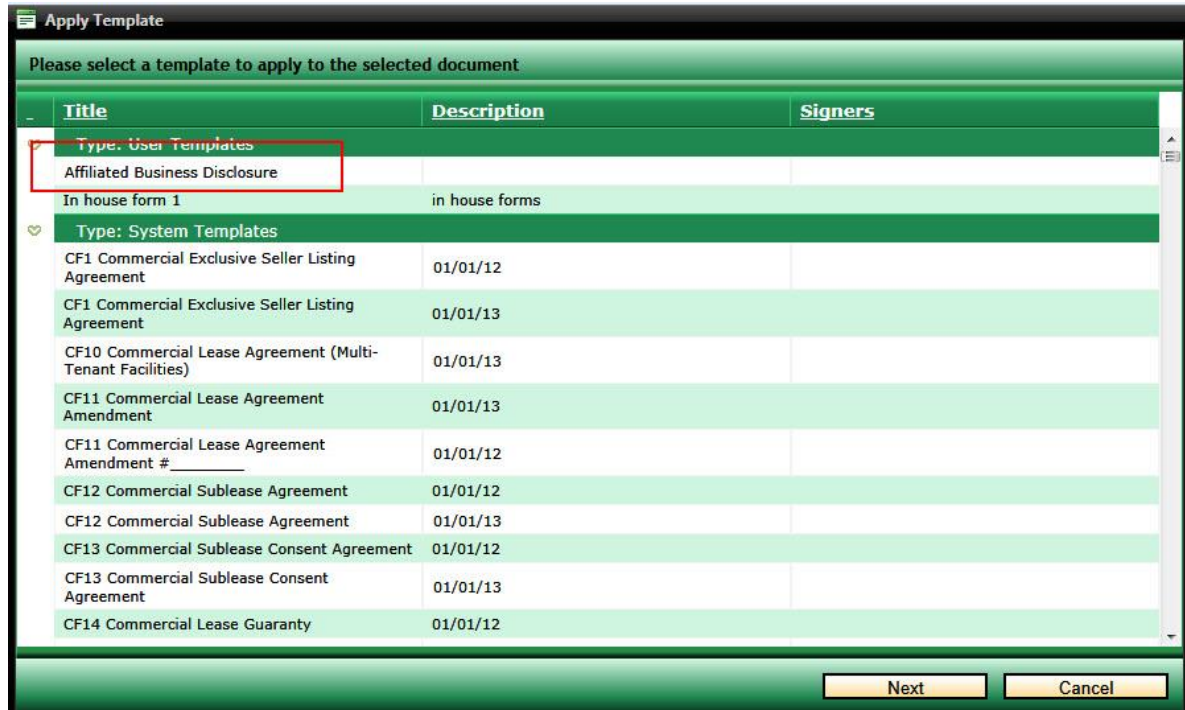 Apply Template
Please select a template to apply to the selected document
Title Description Signers
Type: User Templates
Affiliated Business Disclosure
In house form 1 in house forms
Type: System Templates
CF1 Commercial Exclusive Seller Listing
Agreement 01/01/12
CF1 Commercial Exclusive Seller Listing
Agreement 01/01/13
CF10 Commercial Lease Agreement (Multi-
Tenant Facilities) 01/01/13
CF11 Commercial Lease Agreement
Amendment 01/01/13
CF11 Commercial Lease Agreement
Amendment #________ 01/01/12
CF12 Commercial Sublease Agreement 01/01/12
CF12 Commercial Sublease Agreement 01/01/13
CF13 Commercial Sublease Consent Agreement 01/01/12
CF13 Commercial Sublease Consent
Agreement 01/01/13
CF14 Commercial Lease Guaranty 01/01/12
Next Cancel